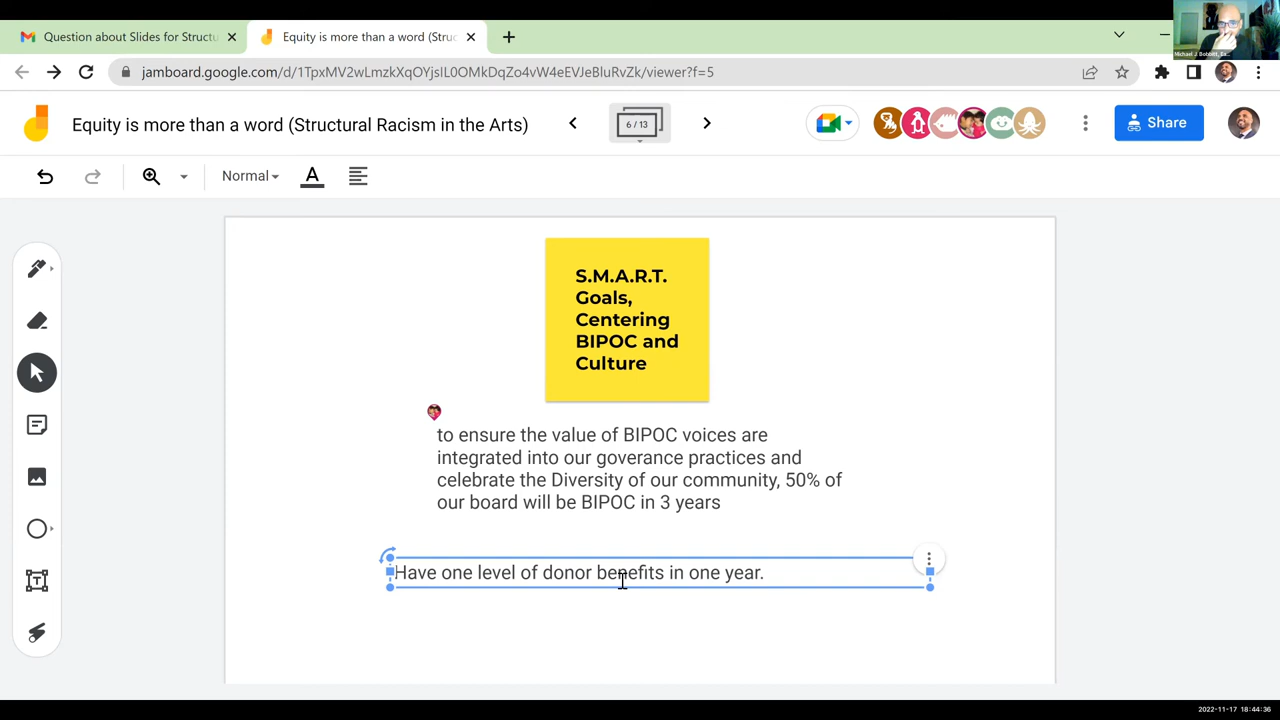 Question about Slides for Structu
Equity is more than a word (Struc
jamboard.google.com/d/1TpxMV2wLmzkXqOYjsILOOMkDqZo4vW4eEVJeBluRvZk/viewer?f=5
Michael J Bobbitt,
Equity is more than a word (Structural Racism in the Arts)
6 / 13
Share
Normal
A
S.M.A.R.T.
Goals,
Centering
BIPOC and
Culture
to ensure the value of BIPOC voices are
integrated into our goverance practices and
celebrate the Diversity of our community, 50% of
our board will be BIPOC in 3 years
Have one level of donor benefits in one year.
2022-11-17 18:44:36